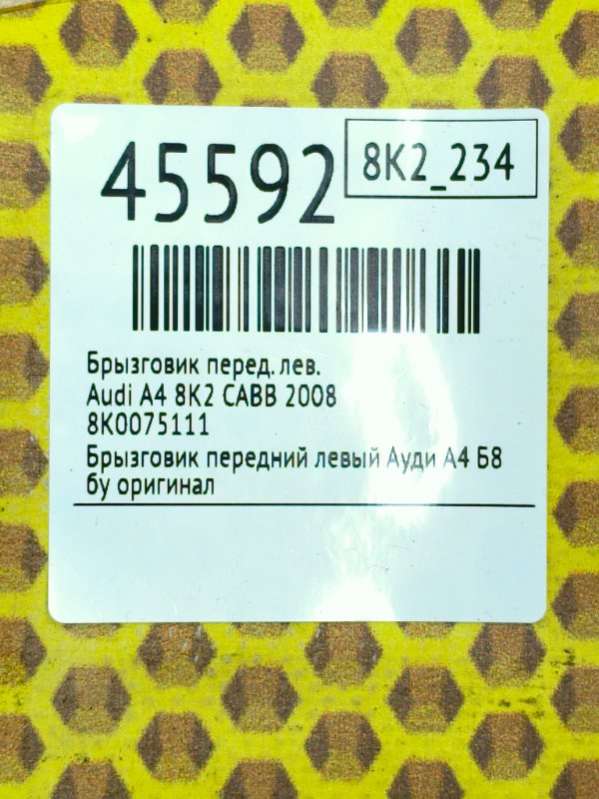 45592
8K2_234
Брызговик перед. лев.
Audi A4 8K2 CABB 2008
8K0075111
Брызговик передний левый Ауди А4 Б8
бу оригинал